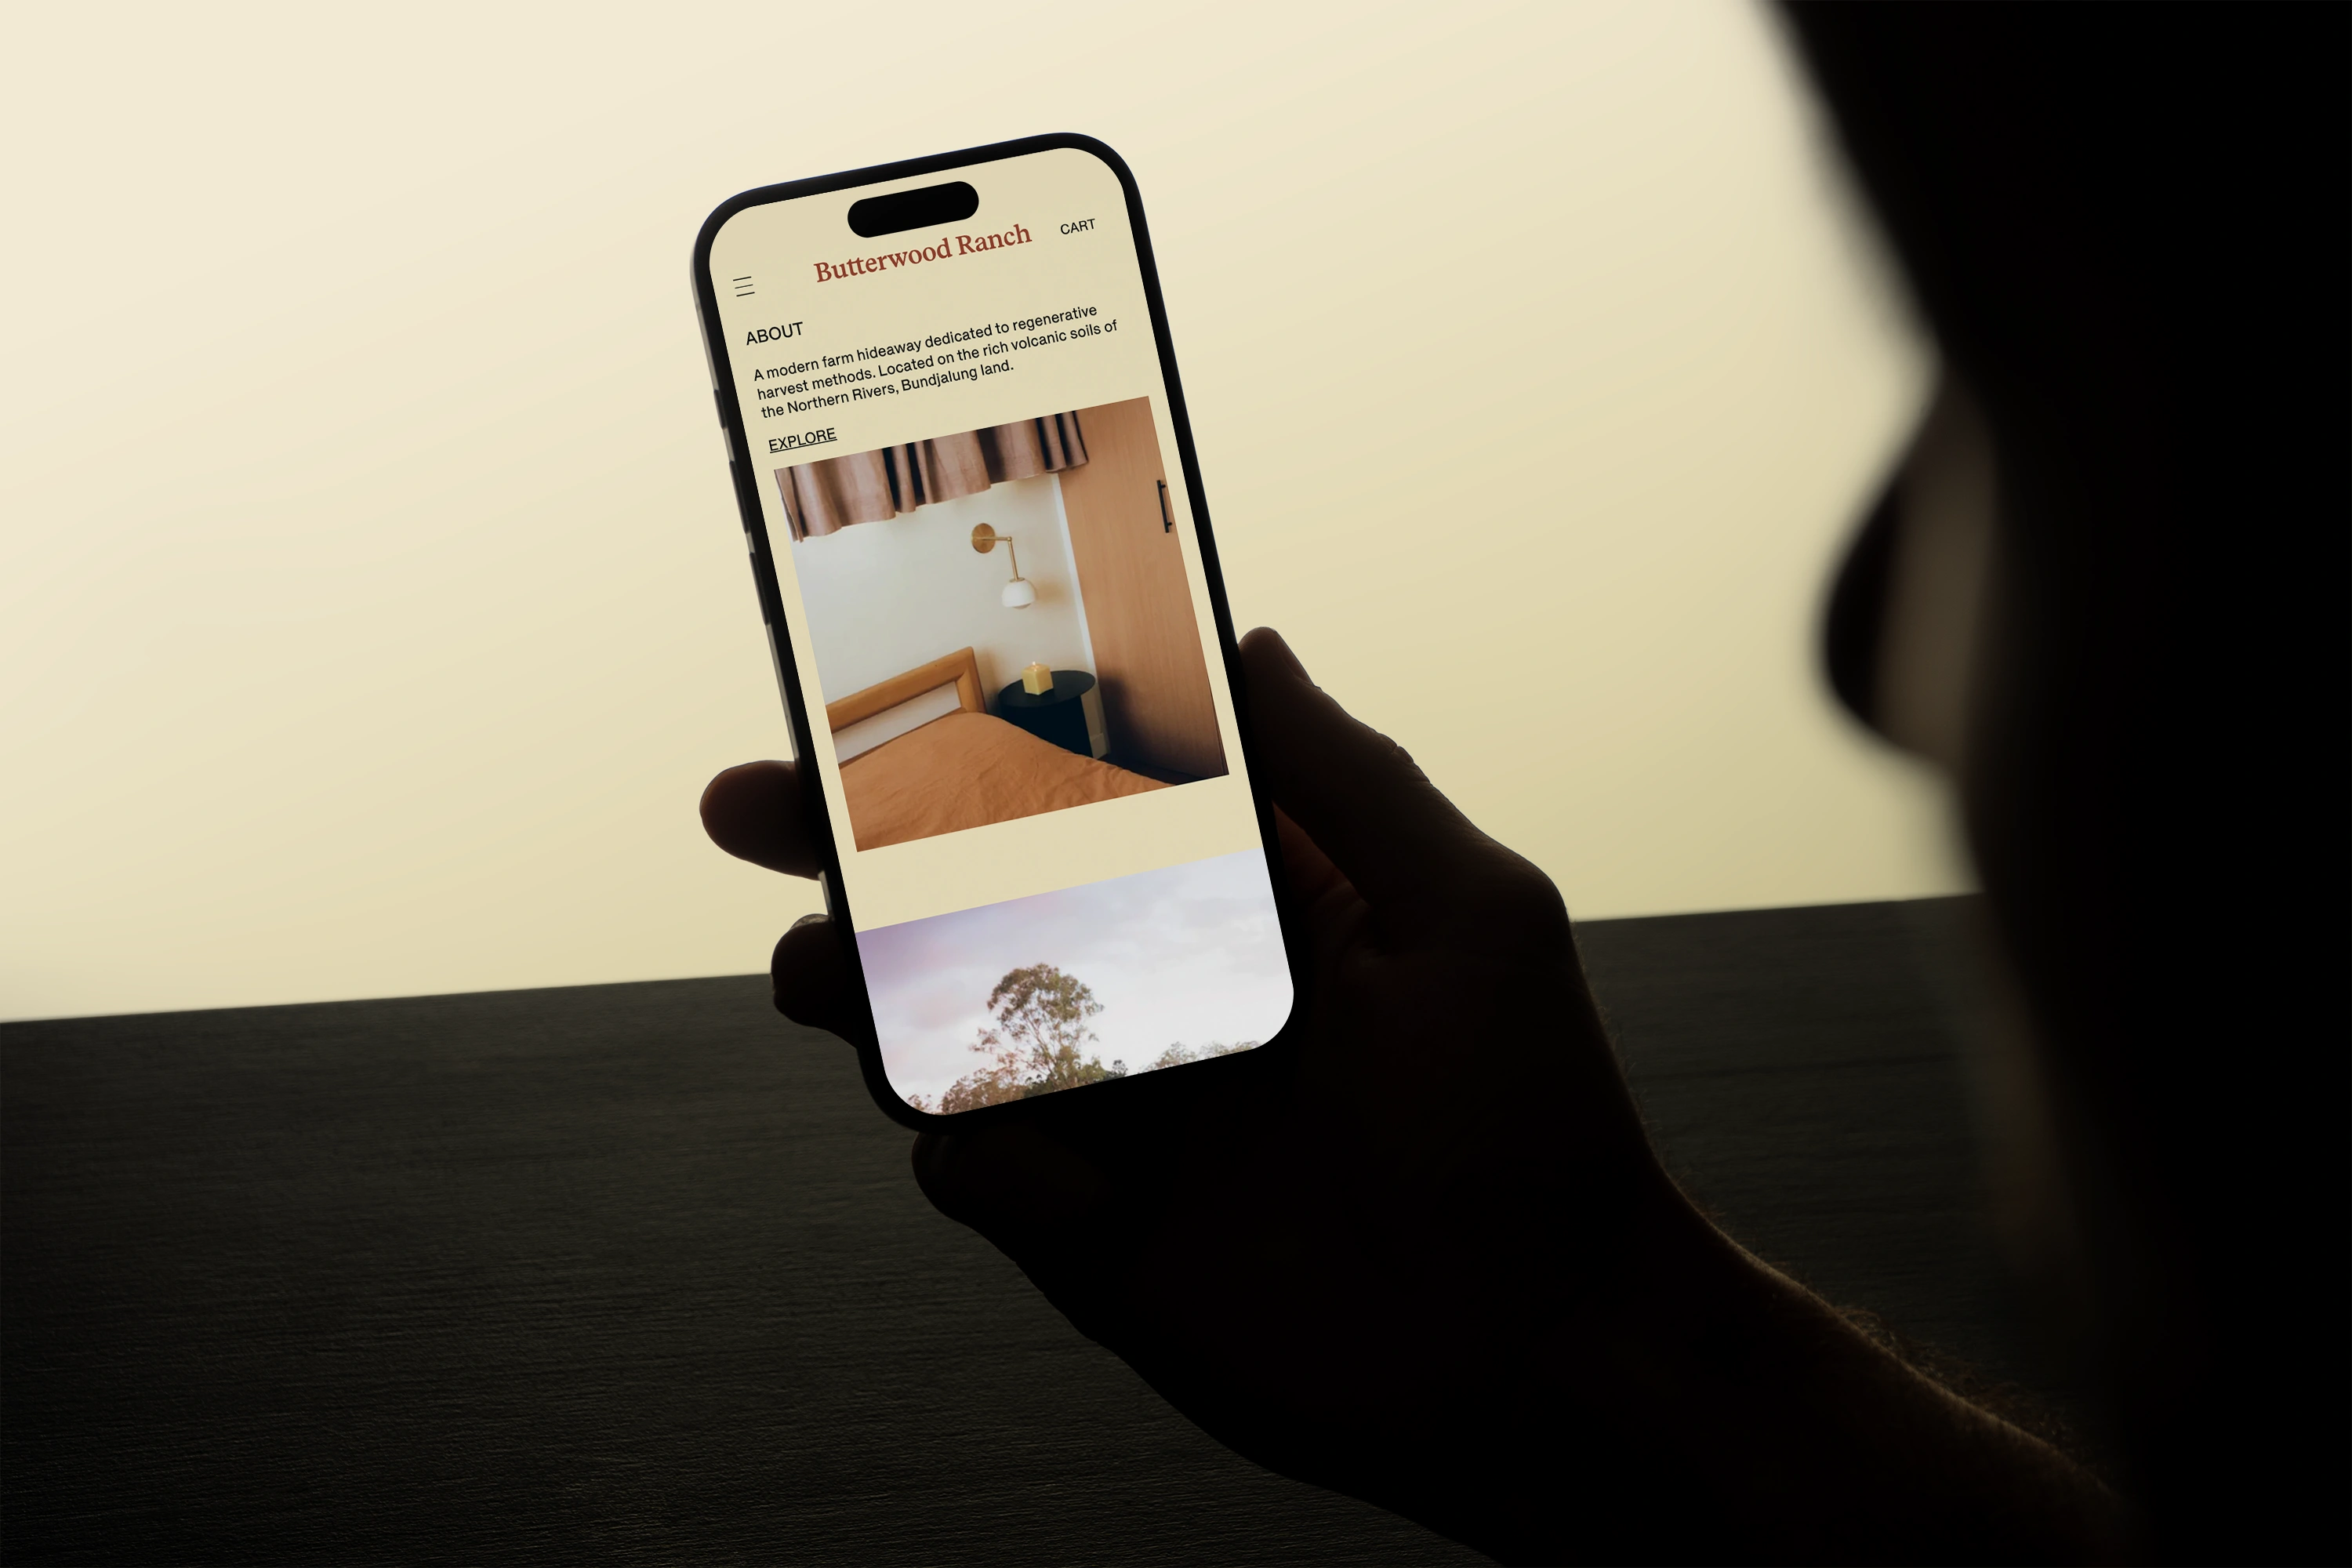 Butterwood Ranch
CART
ABOUT
A modern farm hideaway dedicated to regenerative
harvest methods. Located on the rich volcanic soils of
the Northern Rivers, Bundjalung land.
EXPLORE